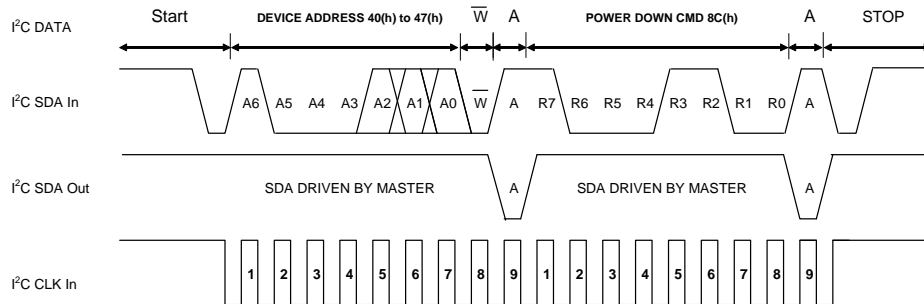 I²C DATA Start DEVICE ADDRESS 40(h) to 47(h) W̅ A POWER DOWN CMD 8C(h) A STOP
I²C SDA In A6 A5 A4 A3 A2 A1 A0 W̅ A R7 R6 R5 R4 R3 R2 R1 R0 A
I²C SDA Out SDA DRIVEN BY MASTER A SDA DRIVEN BY MASTER A
I²C CLK In 1 2 3 4 5 6 7 8 9 1 2 3 4 5 6 7 8 9